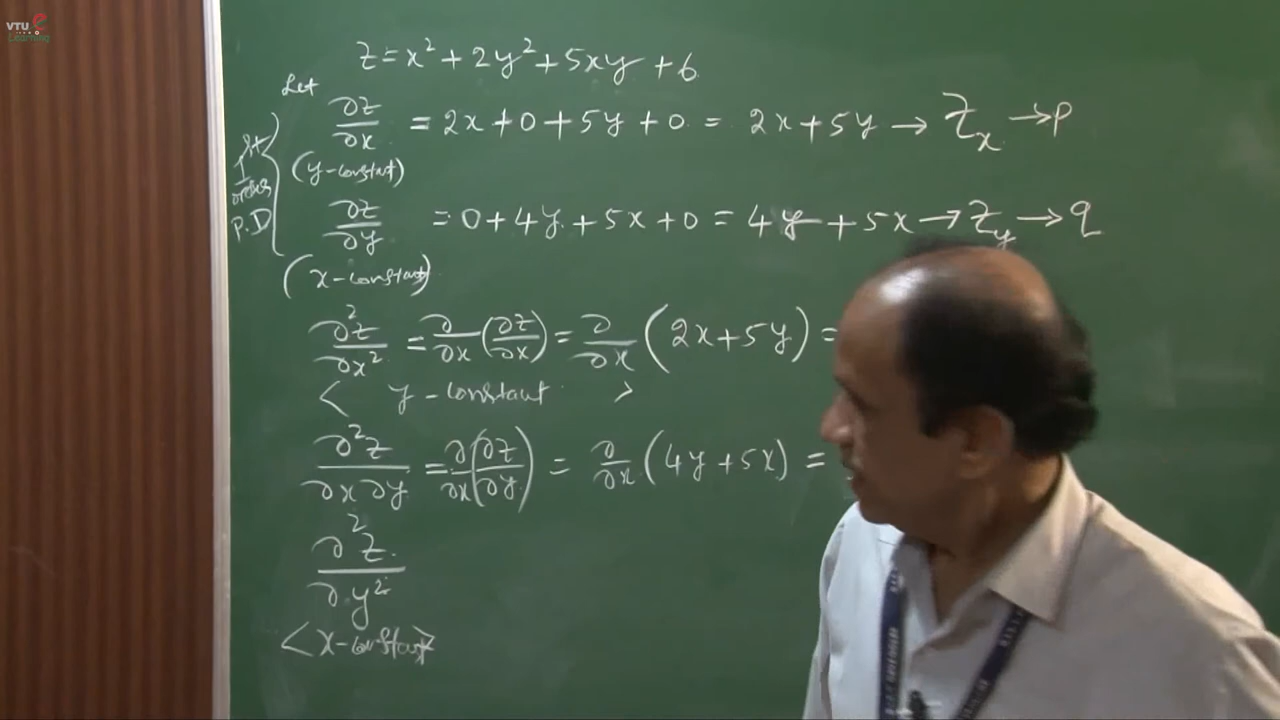 VTU e
Learning
z = x² + 2y² + 5xy + 6
Let
∂z/∂x = 2x + 0 + 5y + 0 = 2x + 5y → z_x → p
(y-constant)
Ist
order
P.D
∂z/∂y = 0 + 4y + 5x + 0 = 4y + 5x → z_y → q
(x-constant)
∂²z/∂x² = ∂/∂x (∂z/∂x) = ∂/∂x (2x + 5y) =
< y-constant >
∂²z/∂x∂y = ∂/∂x (∂z/∂y) = ∂/∂x (4y + 5x) =
∂²z/∂y²
<x-constant>